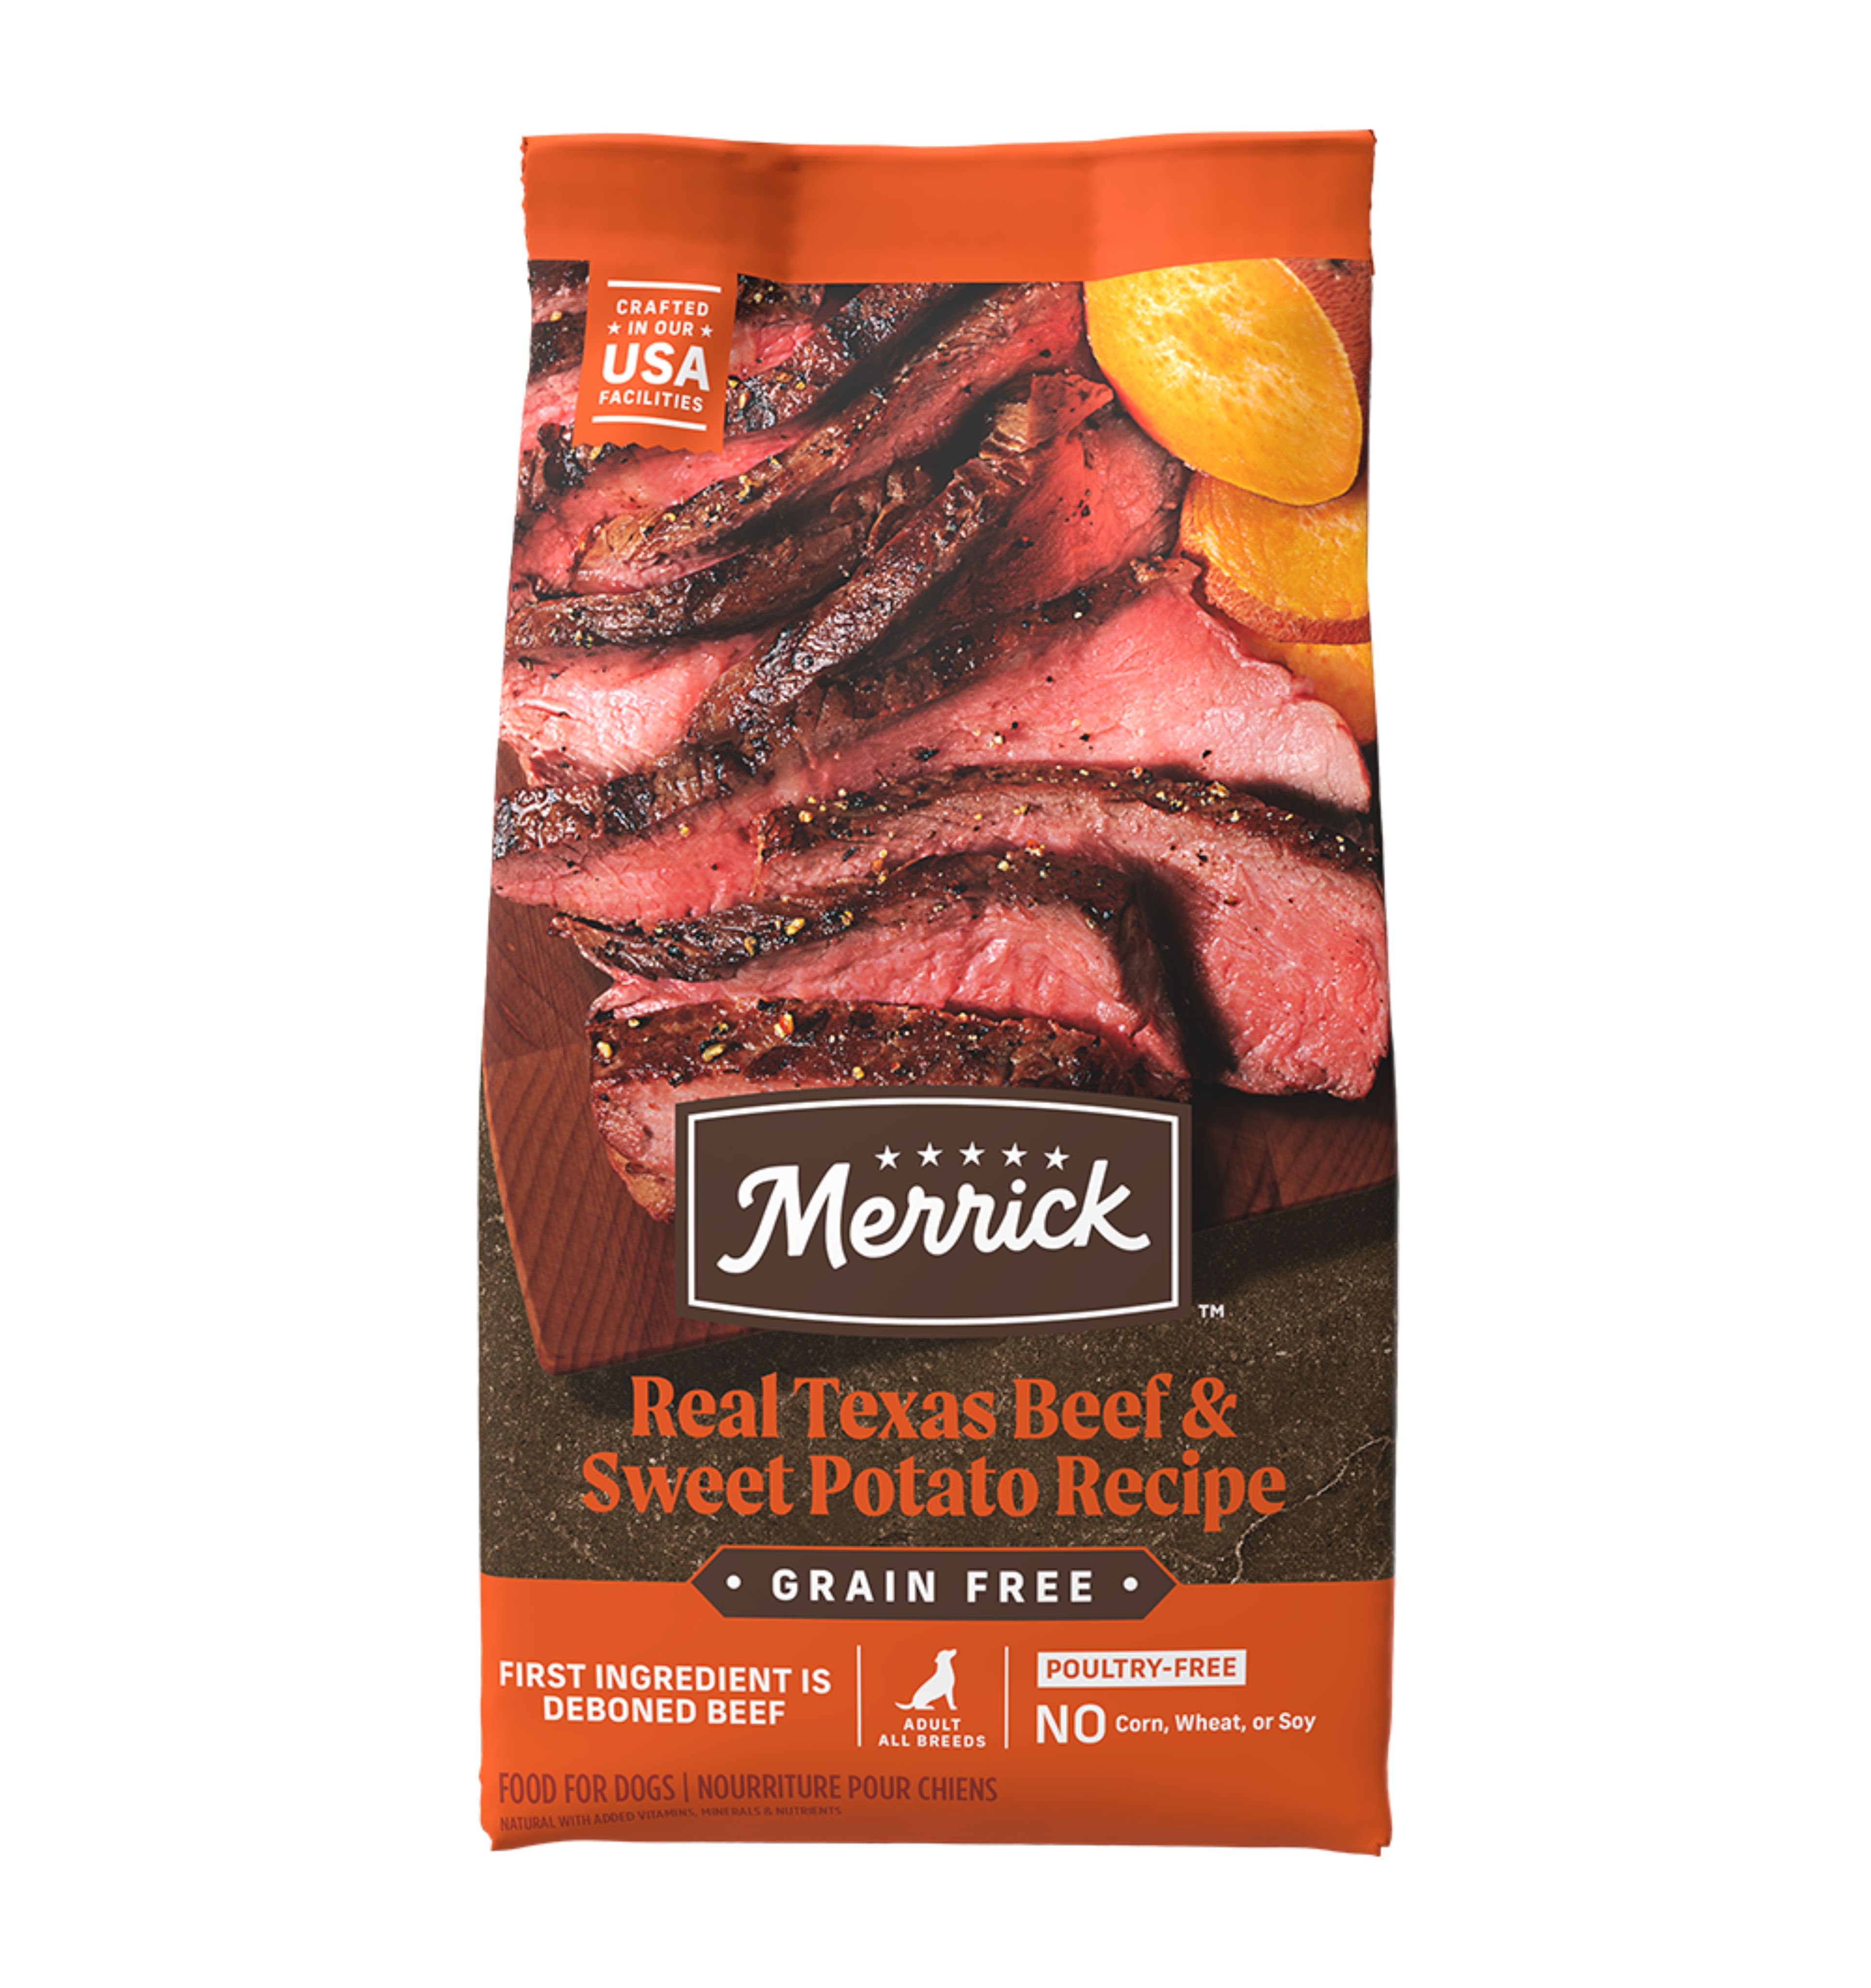 CRAFTED
IN OUR
USA
FACILITIES
Merrick
™
Real Texas Beef &
Sweet Potato Recipe
• GRAIN FREE •
FIRST INGREDIENT IS
DEBONED BEEF
ADULT
ALL BREEDS
POULTRY-FREE
NO Corn, Wheat, or Soy
FOOD FOR DOGS | NOURRITURE POUR CHIENS
NATURAL WITH ADDED VITAMINS, MINERALS & NUTRIENTS